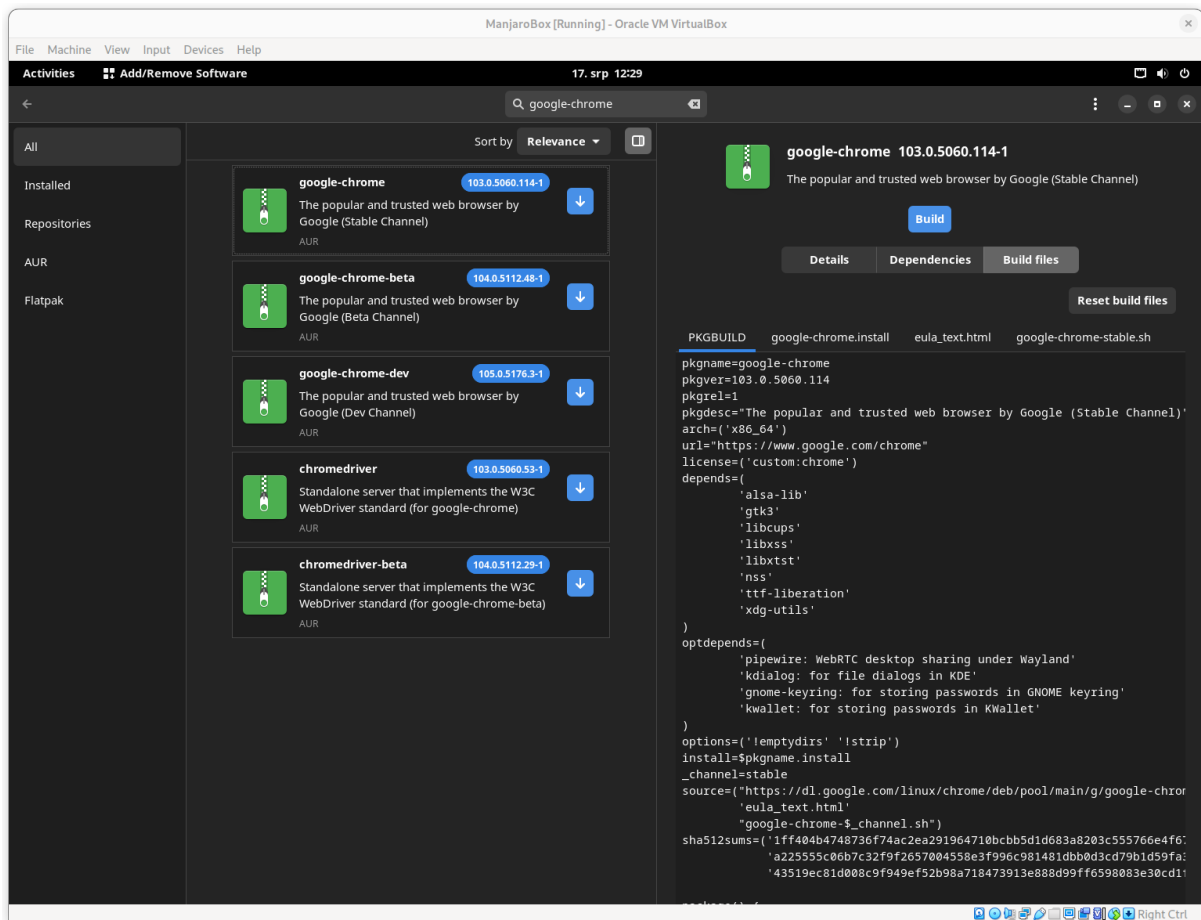 ManjaroBox [Running] - Oracle VM VirtualBox
File Machine View Input Devices Help
Activities Add/Remove Software 17. srp 12:29
google-chrome
All
Installed
Repositories
AUR
Flatpak
Sort by Relevance
google-chrome 103.0.5060.114-1
The popular and trusted web browser by
Google (Stable Channel)
AUR
google-chrome-beta 104.0.5112.48-1
The popular and trusted web browser by
Google (Beta Channel)
AUR
google-chrome-dev 105.0.5176.3-1
The popular and trusted web browser by
Google (Dev Channel)
AUR
chromedriver 103.0.5060.53-1
Standalone server that implements the W3C
WebDriver standard (for google-chrome)
AUR
chromedriver-beta 104.0.5112.29-1
Standalone server that implements the W3C
WebDriver standard (for google-chrome-beta)
AUR
google-chrome 103.0.5060.114-1
The popular and trusted web browser by Google (Stable Channel)
Build
Details Dependencies Build files
Reset build files
PKGBUILD google-chrome.install eula_text.html google-chrome-stable.sh
pkgname=google-chrome
pkgver=103.0.5060.114
pkgrel=1
pkgdesc="The popular and trusted web browser by Google (Stable Channel)"
arch=('x86_64')
url="https://www.google.com/chrome"
license=('custom:chrome')
depends=(
'alsa-lib'
'gtk3'
'libcups'
'libxss'
'libxtst'
'nss'
'ttf-liberation'
'xdg-utils'
)
optdepends=(
'pipewire: WebRTC desktop sharing under Wayland'
'kdialog: for file dialogs in KDE'
'gnome-keyring: for storing passwords in GNOME keyring'
'kwallet: for storing passwords in KWallet'
)
options=('!emptydirs' '!strip')
install=$pkgname.install
_channel=stable
source=("https://dl.google.com/linux/chrome/deb/pool/main/g/google-chrom
'eula_text.html'
"google-chrome-$_channel.sh")
sha512sums=('1ff404b4748736f74ac2ea291964710bcbb5d1d683a8203c555766e4f67
'a225555c06b7c32f9f2657004558e3f996c981481dbb0d3cd79b1d59fa3
'43519ec81d008c9f949ef52b98a718473913e888d99ff6598083e30cd1f
Right Ctrl